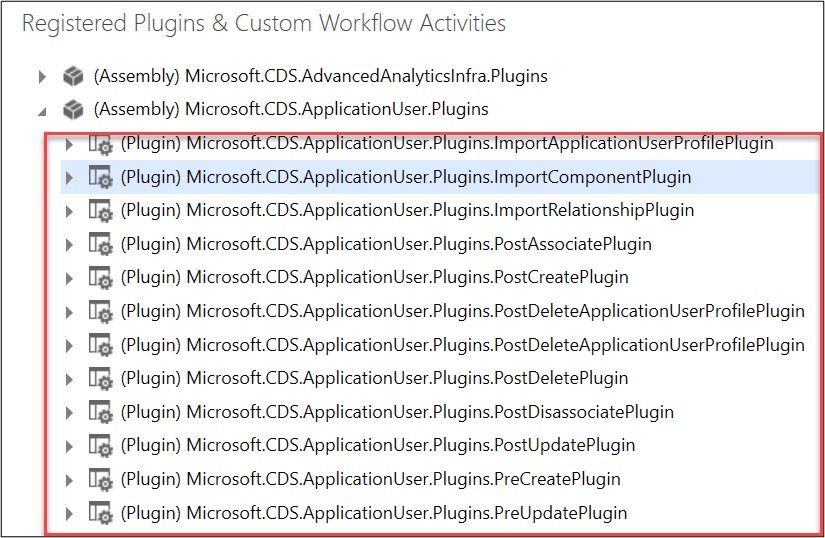 Registered Plugins & Custom Workflow Activities
(Assembly) Microsoft.CDS.AdvancedAnalyticsInfra.Plugins
(Assembly) Microsoft.CDS.ApplicationUser.Plugins
(Plugin) Microsoft.CDS.ApplicationUser.Plugins.ImportApplicationUserProfilePlugin
(Plugin) Microsoft.CDS.ApplicationUser.Plugins.ImportComponentPlugin
(Plugin) Microsoft.CDS.ApplicationUser.Plugins.ImportRelationshipPlugin
(Plugin) Microsoft.CDS.ApplicationUser.Plugins.PostAssociatePlugin
(Plugin) Microsoft.CDS.ApplicationUser.Plugins.PostCreatePlugin
(Plugin) Microsoft.CDS.ApplicationUser.Plugins.PostDeleteApplicationUserProfilePlugin
(Plugin) Microsoft.CDS.ApplicationUser.Plugins.PostDeleteApplicationUserProfilePlugin
(Plugin) Microsoft.CDS.ApplicationUser.Plugins.PostDeletePlugin
(Plugin) Microsoft.CDS.ApplicationUser.Plugins.PostDisassociatePlugin
(Plugin) Microsoft.CDS.ApplicationUser.Plugins.PostUpdatePlugin
(Plugin) Microsoft.CDS.ApplicationUser.Plugins.PreCreatePlugin
(Plugin) Microsoft.CDS.ApplicationUser.Plugins.PreUpdatePlugin